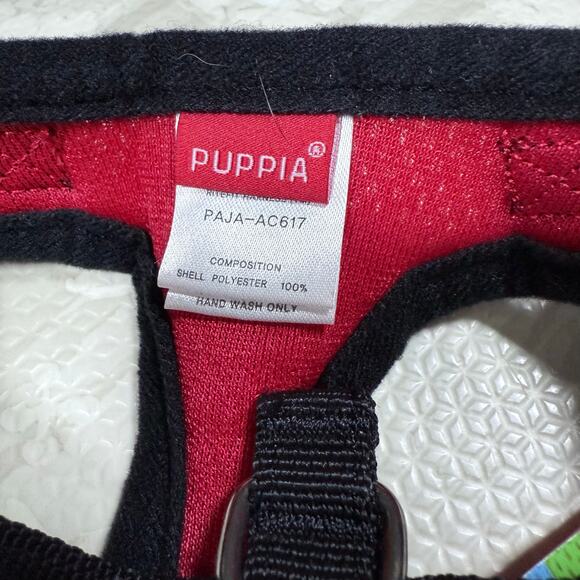 PUPPIA®
PAJA-AC617
COMPOSITION
SHELL POLYESTER 100%
HAND WASH ONLY